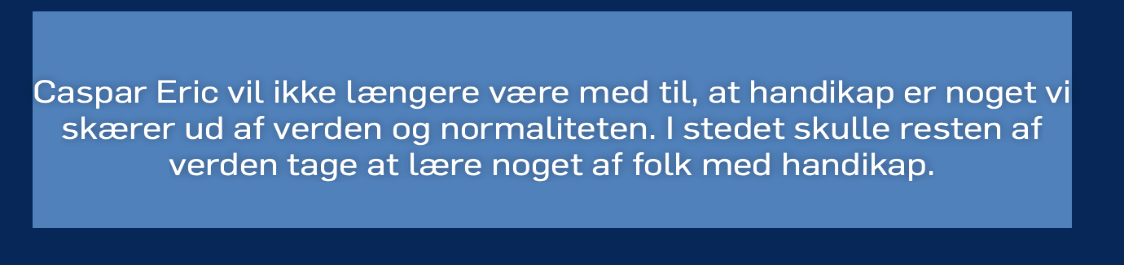 Caspar Eric vil ikke længere være med til, at handikap er noget vi
skærer ud af verden og normaliteten. I stedet skulle resten af
verden tage at lære noget af folk med handikap.